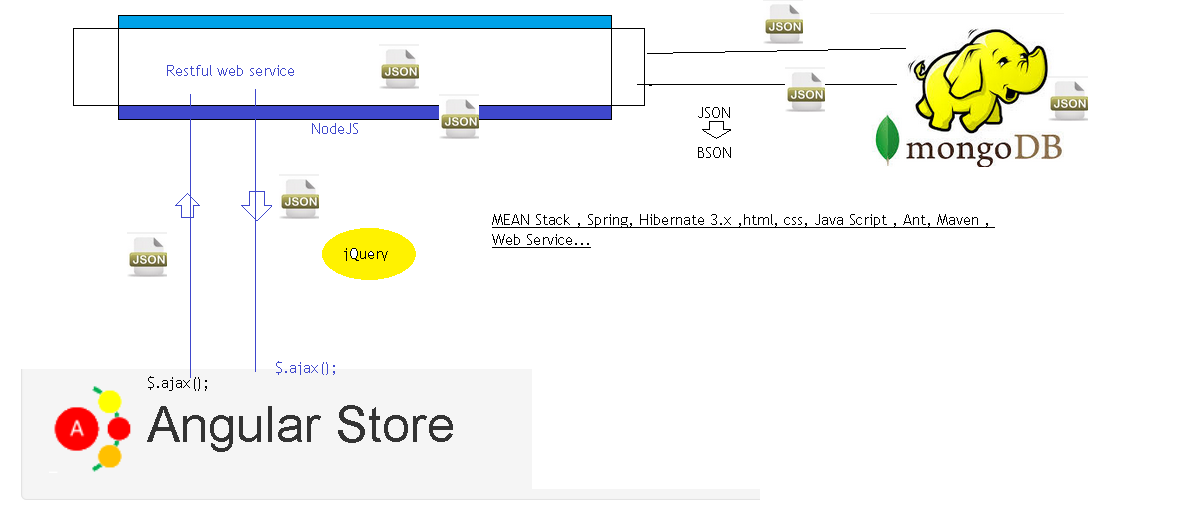 JSON
Restful web service
JSON
JSON
JSON
JSON
JSON
NodeJS
BSON
mongoDB
JSON
JSON
MEAN Stack , Spring, Hibernate 3.x ,html, css, Java Script , Ant, Maven ,
Web Service...
jQuery
JSON
$.ajax();
$.ajax();
A
Angular Store